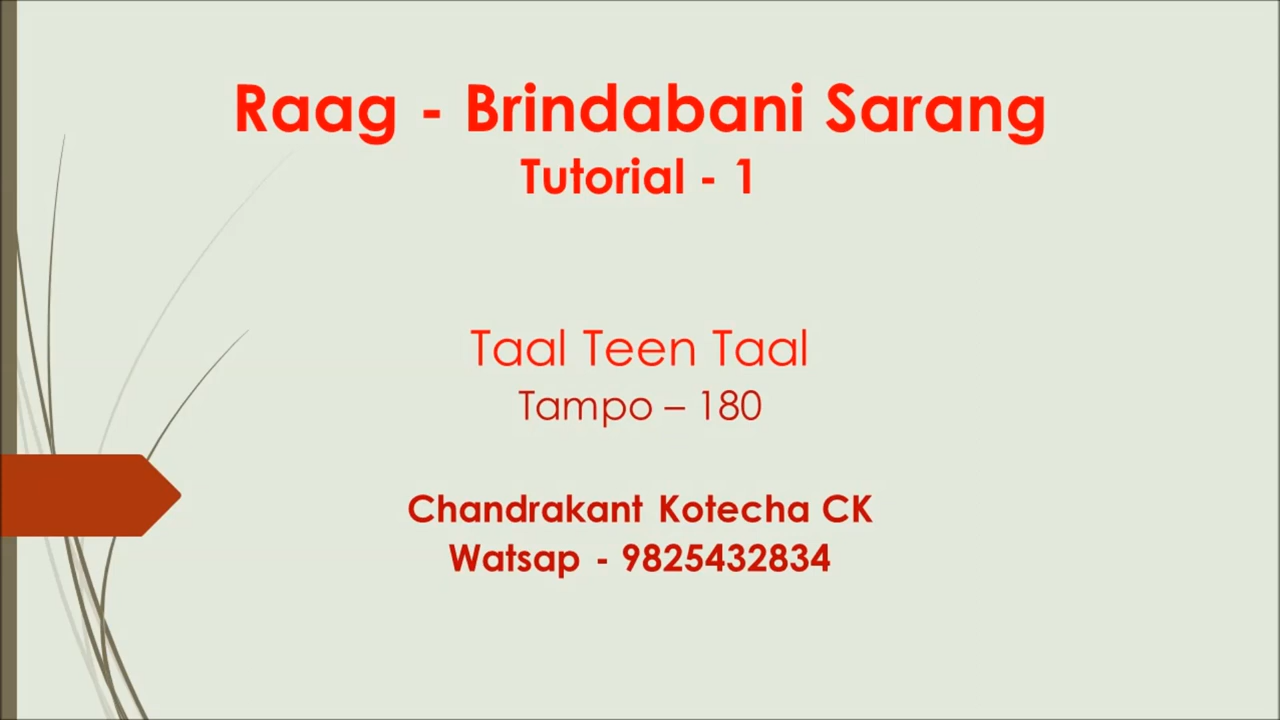 Raag - Brindabani Sarang
Tutorial - 1
Taal Teen Taal
Tampo – 180
Chandrakant Kotecha CK
Watsap - 9825432834